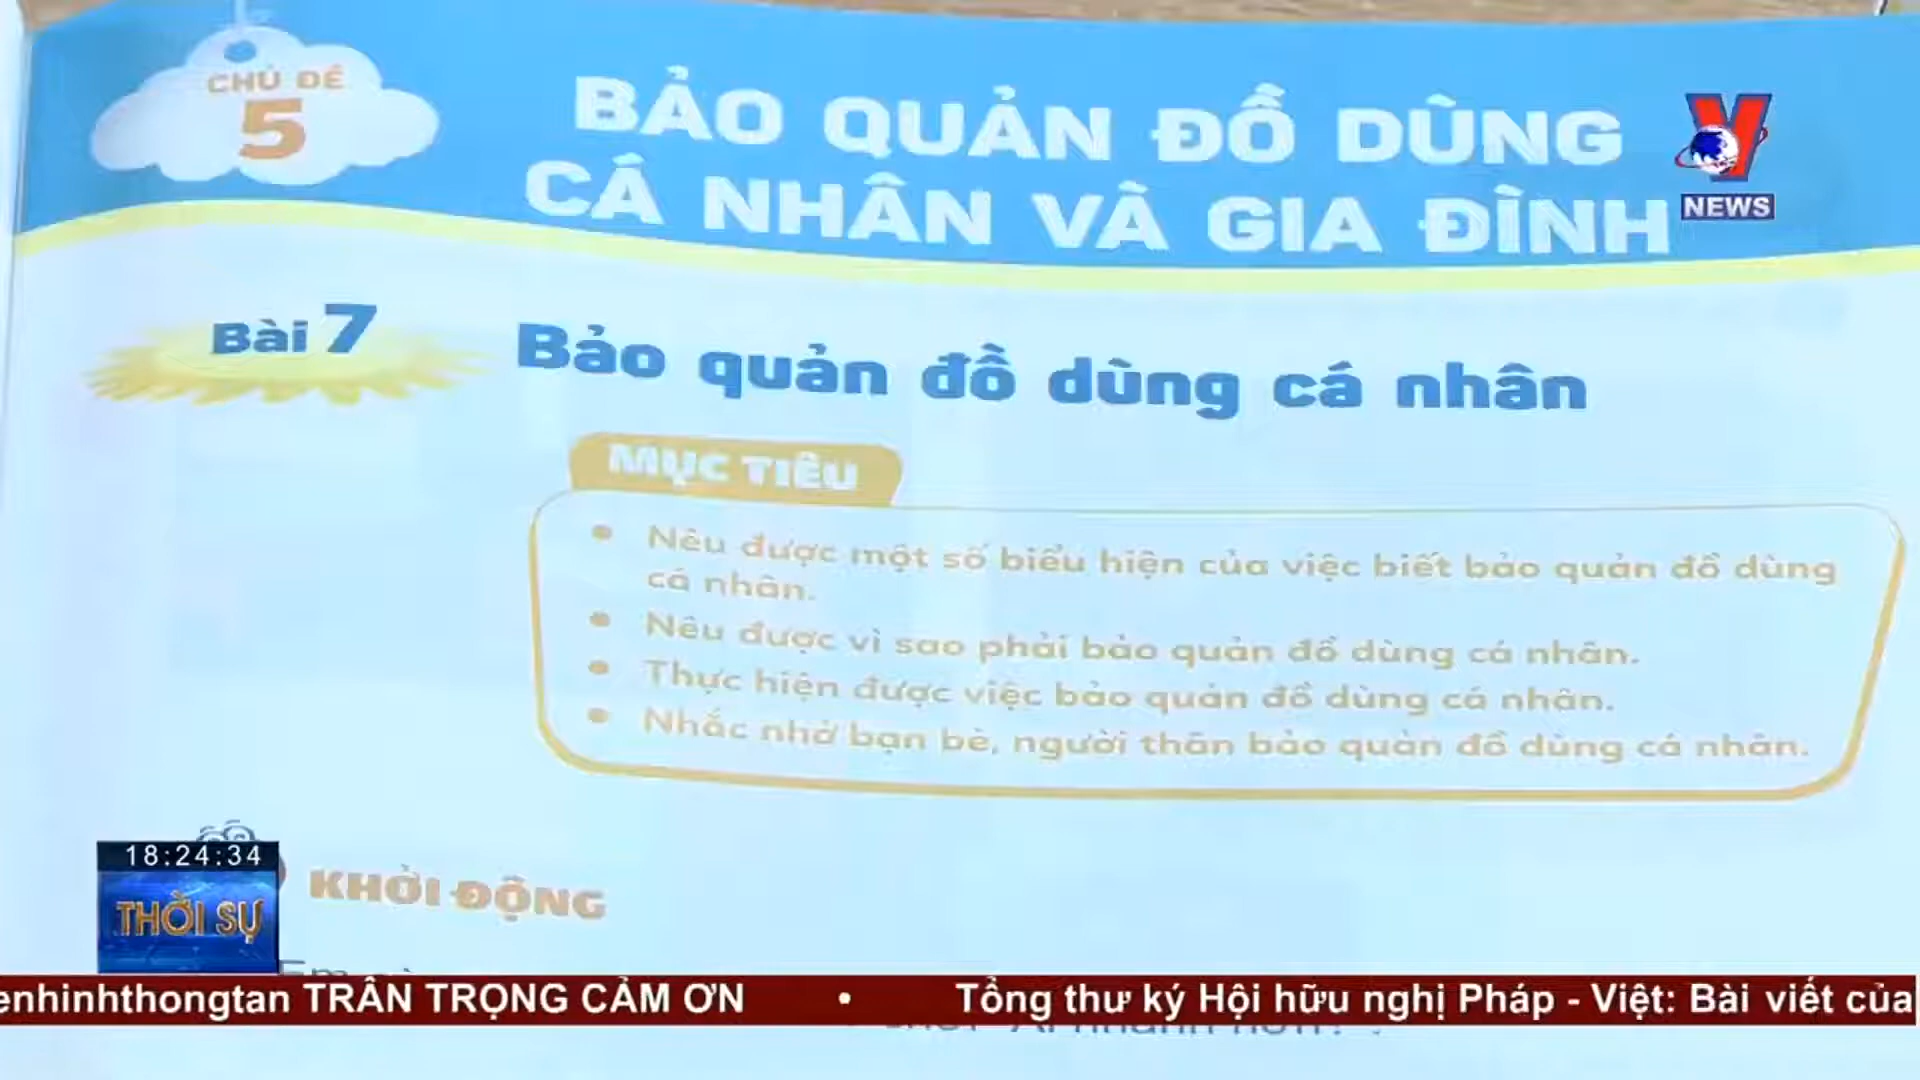 CHỦ ĐỀ
5
BẢO QUẢN ĐỒ DÙNG
CÁ NHÂN VÀ GIA ĐÌNH
NEWS
Bài 7
Bảo quản đồ dùng cá nhân
MỤC TIÊU
• Nêu được một số biểu hiện của việc biết bảo quản đồ dùng
cá nhân.
• Nêu được vì sao phải bảo quản đồ dùng cá nhân.
• Thực hiện được việc bảo quản đồ dùng cá nhân.
• Nhắc nhở bạn bè, người thân bảo quản đồ dùng cá nhân.
18:24:34
THỜI SỰ
KHỞI ĐỘNG
enhinhthongtan TRÂN TRỌNG CẢM ƠN • Tổng thư ký Hội hữu nghị Pháp - Việt: Bài viết của